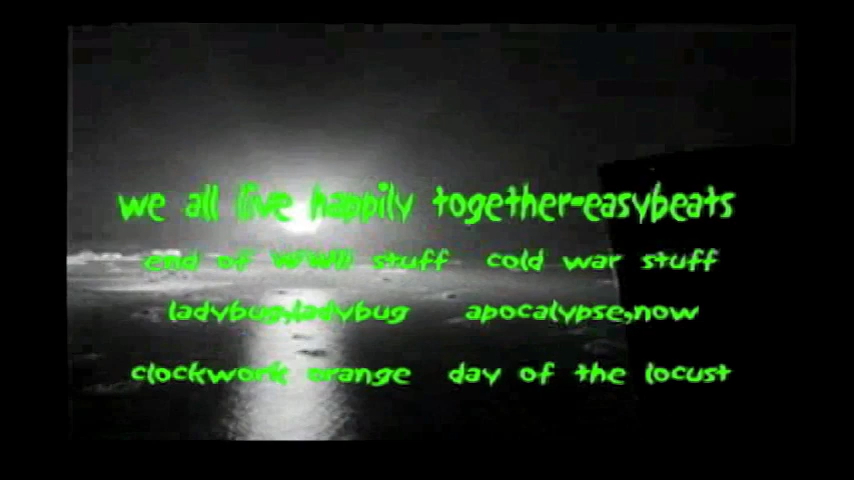 we all live happily together-easybeats
end of WWII stuff cold war stuff
ladybug,ladybug apocalypse,now
clockwork orange day of the locust